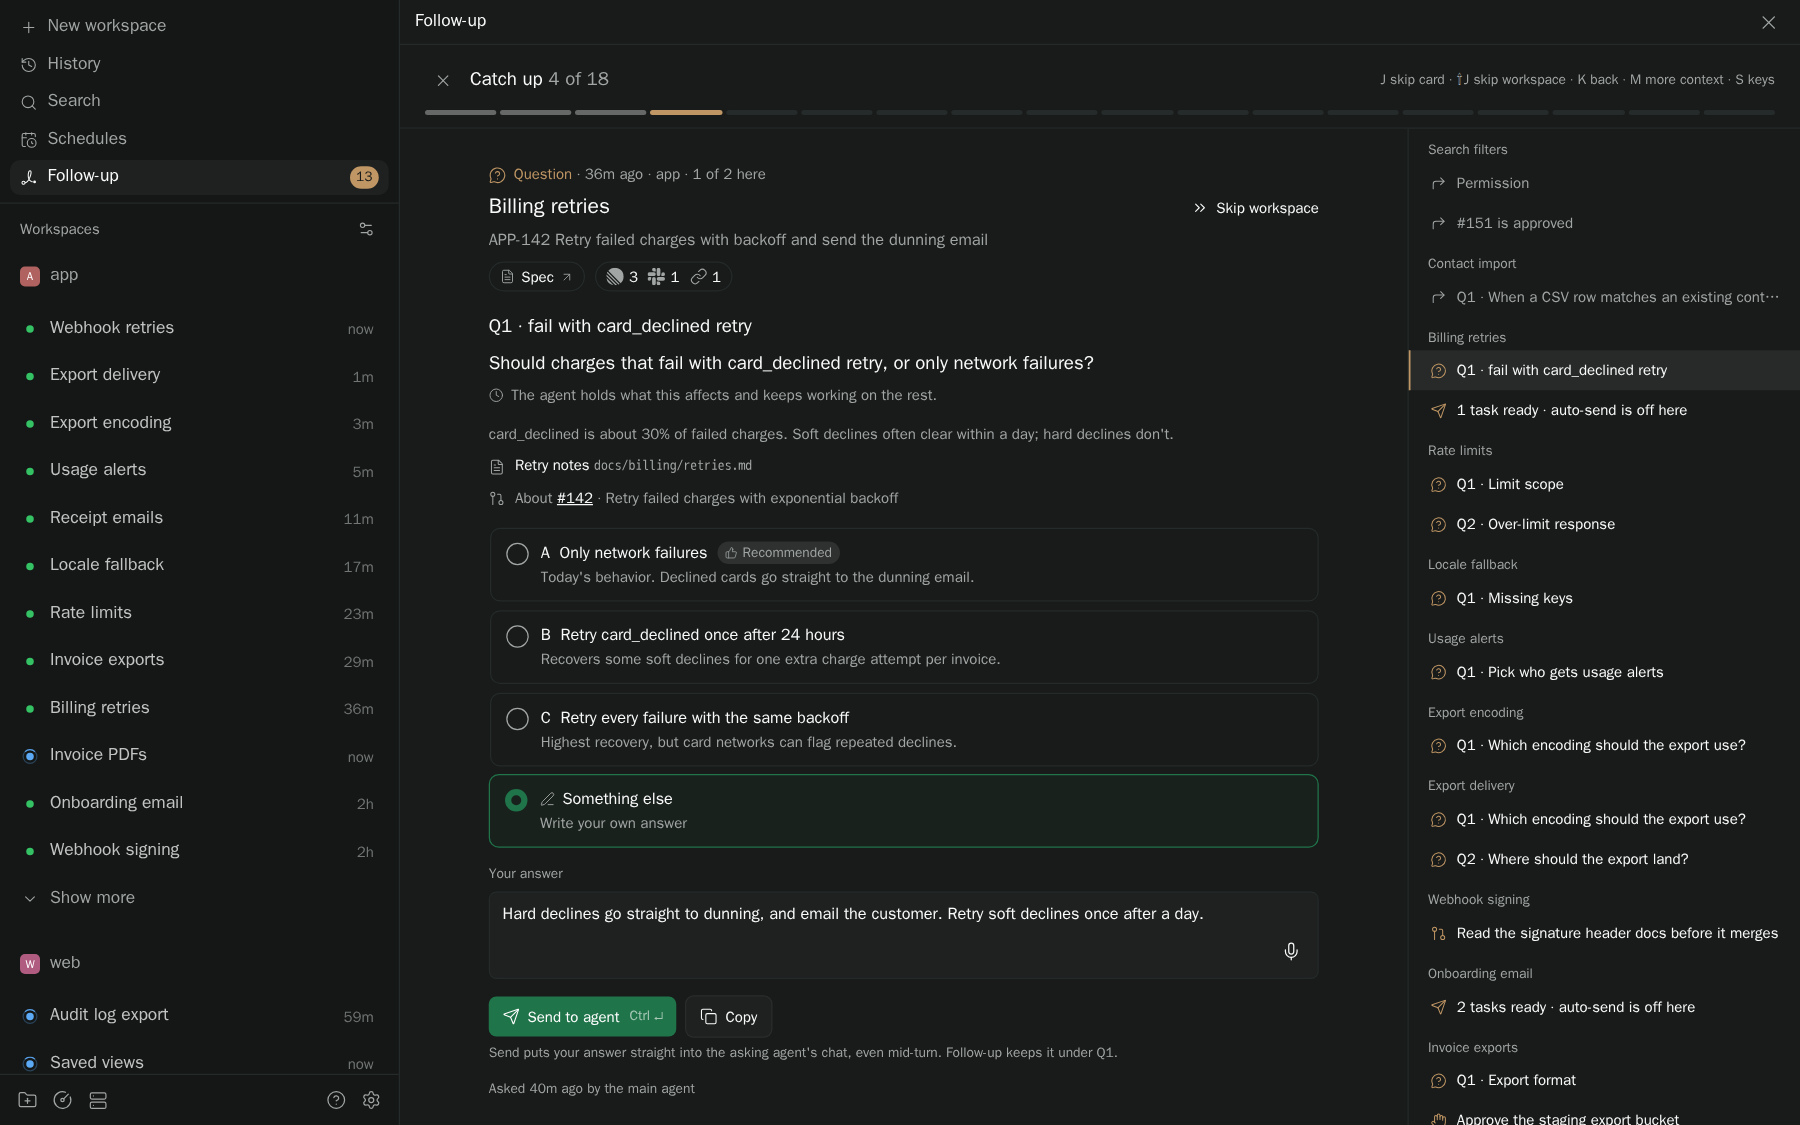 New workspace
History
Search
Schedules
Follow-up 13
Workspaces
A app
Webhook retries now
Export delivery 1m
Export encoding 3m
Usage alerts 5m
Receipt emails 11m
Locale fallback 17m
Rate limits 23m
Invoice exports 29m
Billing retries 36m
Invoice PDFs now
Onboarding email 2h
Webhook signing 2h
Show more
W web
Audit log export 59m
Saved views now
Follow-up
Catch up 4 of 18
J skip card · ⇧J skip workspace · K back · M more context · S keys
Question · 36m ago · app · 1 of 2 here
Billing retries
Skip workspace
APP-142 Retry failed charges with backoff and send the dunning email
Spec ↗ 3 1 1
Q1 · fail with card_declined retry
Should charges that fail with card_declined retry, or only network failures?
The agent holds what this affects and keeps working on the rest.
card_declined is about 30% of failed charges. Soft declines often clear within a day; hard declines don't.
Retry notes docs/billing/retries.md
About #142 · Retry failed charges with exponential backoff
A Only network failures Recommended
Today's behavior. Declined cards go straight to the dunning email.
B Retry card_declined once after 24 hours
Recovers some soft declines for one extra charge attempt per invoice.
C Retry every failure with the same backoff
Highest recovery, but card networks can flag repeated declines.
Something else
Write your own answer
Your answer
Hard declines go straight to dunning, and email the customer. Retry soft declines once after a day.
Send to agent Ctrl ↵
Copy
Send puts your answer straight into the asking agent's chat, even mid-turn. Follow-up keeps it under Q1.
Asked 40m ago by the main agent
Search filters
Permission
#151 is approved
Contact import
Q1 · When a CSV row matches an existing cont···
Billing retries
Q1 · fail with card_declined retry
1 task ready · auto-send is off here
Rate limits
Q1 · Limit scope
Q2 · Over-limit response
Locale fallback
Q1 · Missing keys
Usage alerts
Q1 · Pick who gets usage alerts
Export encoding
Q1 · Which encoding should the export use?
Export delivery
Q1 · Which encoding should the export use?
Q2 · Where should the export land?
Webhook signing
Read the signature header docs before it merges
Onboarding email
2 tasks ready · auto-send is off here
Invoice exports
Q1 · Export format
Approve the staging export bucket